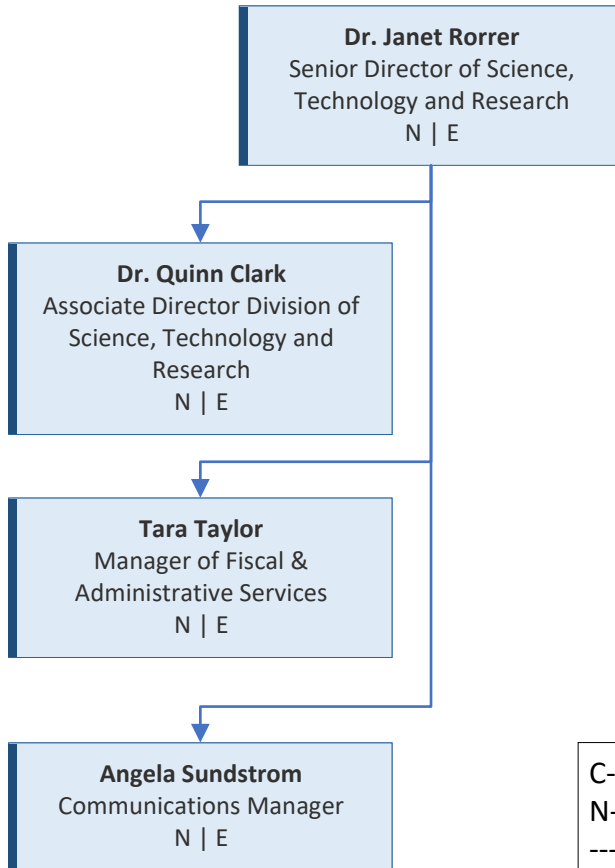 Dr. Janet Rorrer
Senior Director of Science,
Technology and Research
N | E
Dr. Quinn Clark
Associate Director Division of
Science, Technology and
Research
N | E
Tara Taylor
Manager of Fiscal &
Administrative Services
N | E
Angela Sundstrom
Communications Manager
N | E
C-
N-
---